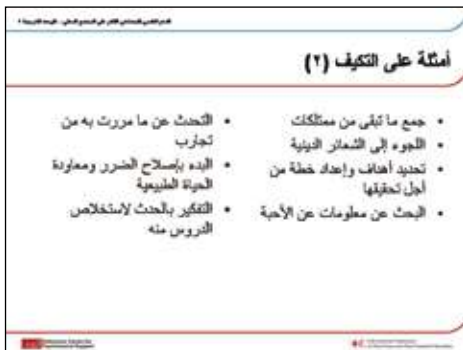 أمثلة على التكيف (٢)
• جمع ما تبقى من ممتلكات
• اللجوء إلى الشعائر الدينية
• تحديد أهداف وإعداد خطة من
أجل تحقيقها
• البحث عن معلومات عن الأحبة
• التحدث عن ما مررت به من
تجارب
• البدء بإصلاح الضرر ومعاودة
الحياة الطبيعية
• التفكير بالحدث لاستخلاص
الدروس منه